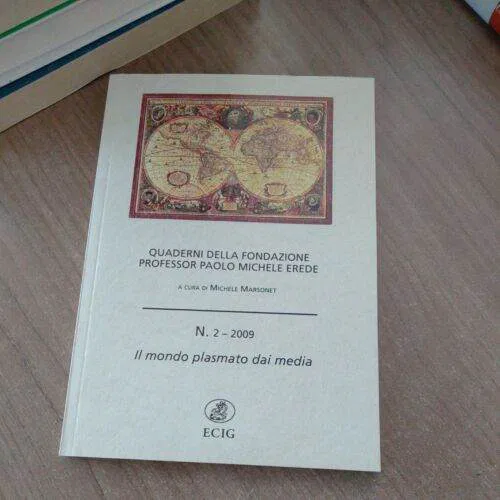 QUADERNI DELLA FONDAZIONE
PROFESSOR PAOLO MICHELE EREDE
A CURA DI MICHELE MARSONET
N. 2 – 2009
Il mondo plasmato dai media
ECIG